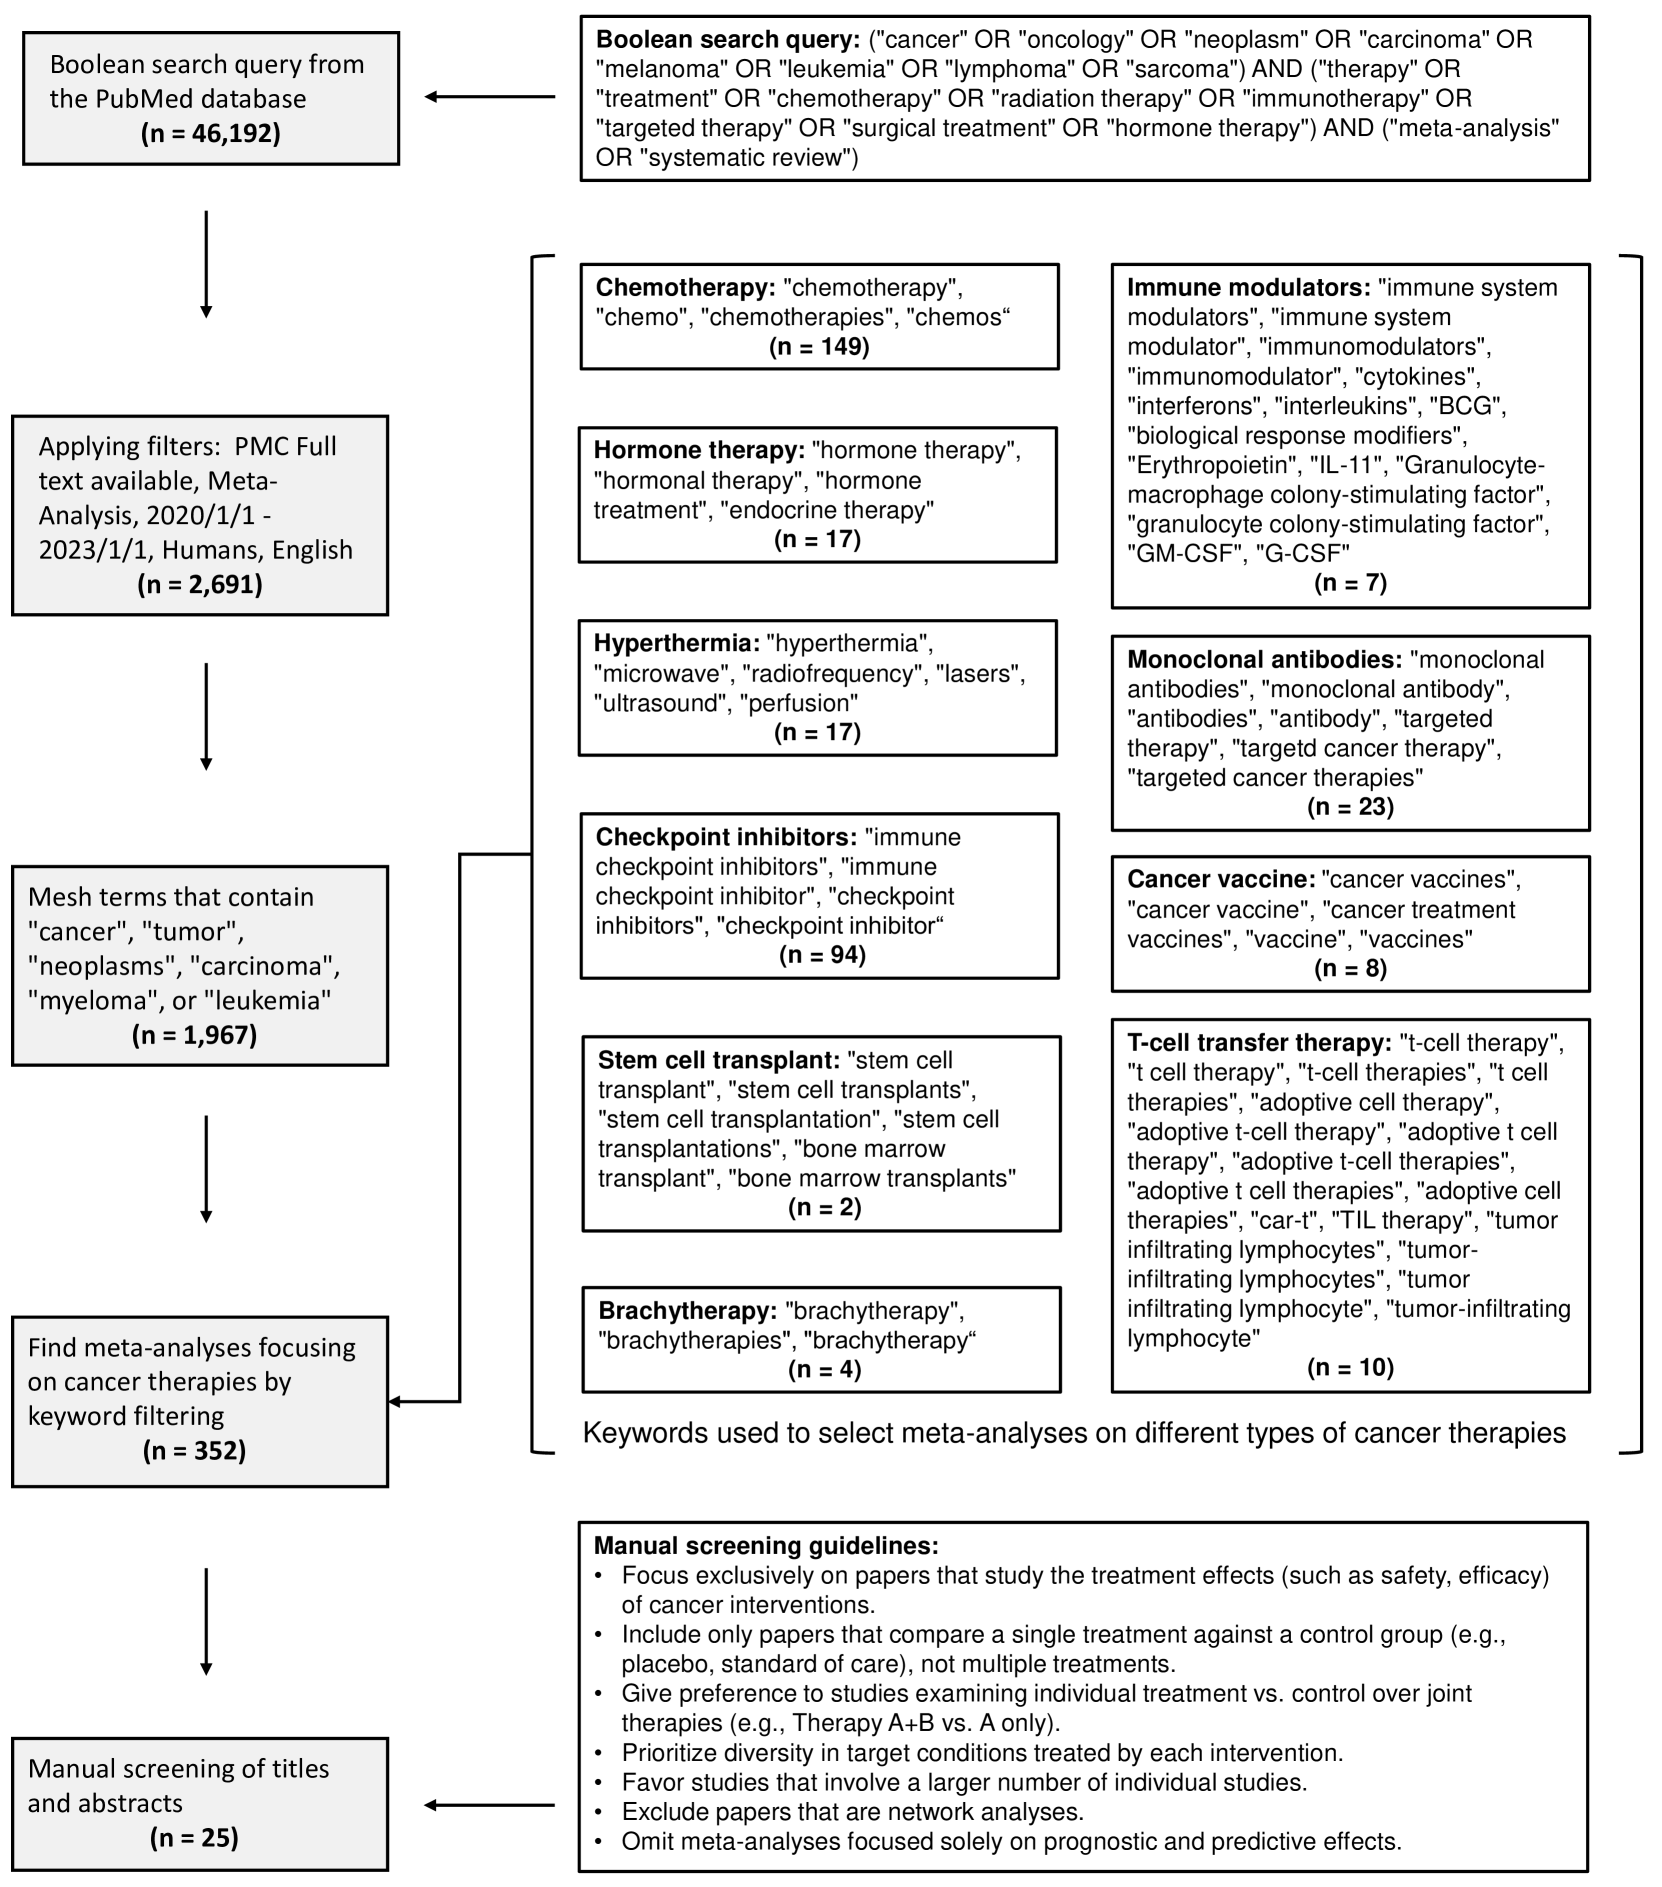 Boolean search query from
the PubMed database
(n = 46,192)
Boolean search query: ("cancer" OR "oncology" OR "neoplasm" OR "carcinoma" OR
"melanoma" OR "leukemia" OR "lymphoma" OR "sarcoma") AND ("therapy" OR
"treatment" OR "chemotherapy" OR "radiation therapy" OR "immunotherapy" OR
"targeted therapy" OR "surgical treatment" OR "hormone therapy") AND ("meta-analysis"
OR "systematic review")
Applying filters:  PMC Full
text available, Meta-
Analysis, 2020/1/1 -
2023/1/1, Humans, English
(n = 2,691)
Mesh terms that contain
"cancer", "tumor",
"neoplasms", "carcinoma",
"myeloma", or "leukemia"
(n = 1,967)
Find meta-analyses focusing
on cancer therapies by
keyword filtering
(n = 352)
Chemotherapy: "chemotherapy",
"chemo", "chemotherapies", "chemos“
(n = 149)
Hormone therapy: "hormone therapy",
"hormonal therapy", "hormone
treatment", "endocrine therapy"
(n = 17)
Hyperthermia: "hyperthermia",
"microwave", "radiofrequency", "lasers",
"ultrasound", "perfusion"
(n = 17)
Checkpoint inhibitors: "immune
checkpoint inhibitors", "immune
checkpoint inhibitor", "checkpoint
inhibitors", "checkpoint inhibitor“
(n = 94)
Stem cell transplant: "stem cell
transplant", "stem cell transplants",
"stem cell transplantation", "stem cell
transplantations", "bone marrow
transplant", "bone marrow transplants"
(n = 2)
Brachytherapy: "brachytherapy",
"brachytherapies", "brachytherapy“
(n = 4)
Immune modulators: "immune system
modulators", "immune system
modulator", "immunomodulators",
"immunomodulator", "cytokines",
"interferons", "interleukins", "BCG",
"biological response modifiers",
"Erythropoietin", "IL-11", "Granulocyte-
macrophage colony-stimulating factor",
"granulocyte colony-stimulating factor",
"GM-CSF", "G-CSF"
(n = 7)
Monoclonal antibodies: "monoclonal
antibodies", "monoclonal antibody",
"antibodies", "antibody", "targeted
therapy", "targetd cancer therapy",
"targeted cancer therapies"
(n = 23)
Cancer vaccine: "cancer vaccines",
"cancer vaccine", "cancer treatment
vaccines", "vaccine", "vaccines"
(n = 8)
T-cell transfer therapy: "t-cell therapy",
"t cell therapy", "t-cell therapies", "t cell
therapies", "adoptive cell therapy",
"adoptive t-cell therapy", "adoptive t cell
therapy", "adoptive t-cell therapies",
"adoptive t cell therapies", "adoptive cell
therapies", "car-t", "TIL therapy", "tumor
infiltrating lymphocytes", "tumor-
infiltrating lymphocytes", "tumor
infiltrating lymphocyte", "tumor-infiltrating
lymphocyte"
(n = 10)
Keywords used to select meta-analyses on different types of cancer therapies
Manual screening of titles
and abstracts
(n = 25)
Manual screening guidelines:
• Focus exclusively on papers that study the treatment effects (such as safety, efficacy)
of cancer interventions.
• Include only papers that compare a single treatment against a control group (e.g.,
placebo, standard of care), not multiple treatments.
• Give preference to studies examining individual treatment vs. control over joint
therapies (e.g., Therapy A+B vs. A only).
• Prioritize diversity in target conditions treated by each intervention.
• Favor studies that involve a larger number of individual studies.
• Exclude papers that are network analyses.
• Omit meta-analyses focused solely on prognostic and predictive effects.